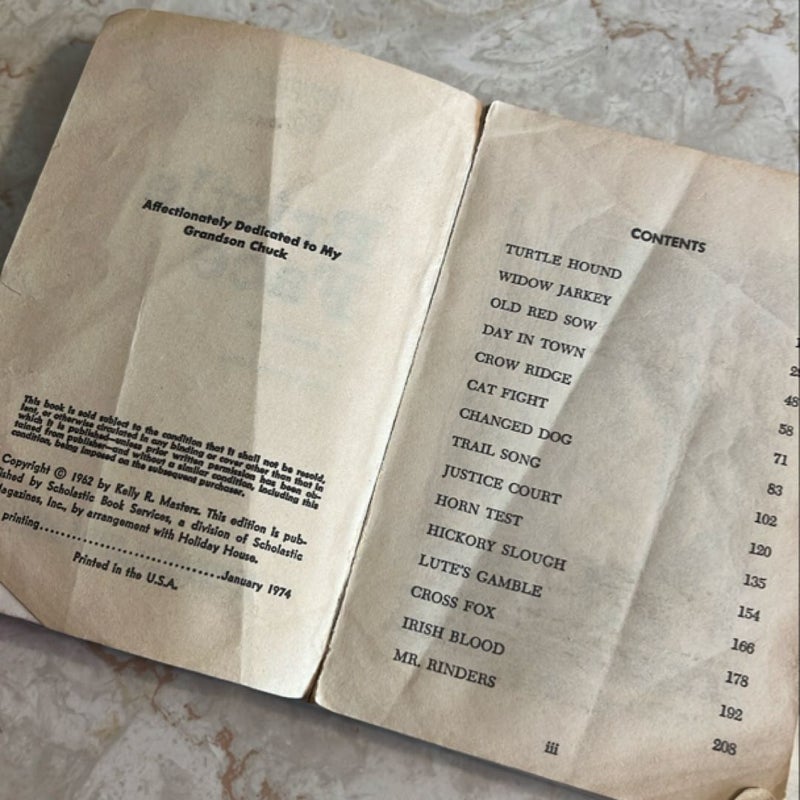 Affectionately Dedicated to My
Grandson Chuck
This book is sold subject to the condition that it shall not be resold,
lent, or otherwise circulated in any binding or cover other than that in
which it is published—unless prior written permission has been ob-
tained from publisher—and without a similar condition, including this
condition, being imposed on the subsequent purchaser.
Copyright © 1962 by Kelly R. Masters. This edition is pub-
ished by Scholastic Book Services, a division of Scholastic
agazines, Inc., by arrangement with Holiday House.
printing..............................January 1974
Printed in the U.S.A.
CONTENTS
TURTLE HOUND
WIDOW JARKEY
OLD RED SOW
DAY IN TOWN 48
CROW RIDGE 58
CAT FIGHT 71
CHANGED DOG 83
TRAIL SONG 102
JUSTICE COURT 120
HORN TEST 135
HICKORY SLOUGH 154
LUTE'S GAMBLE 166
CROSS FOX 178
IRISH BLOOD 192
MR. RINDERS 208
iii